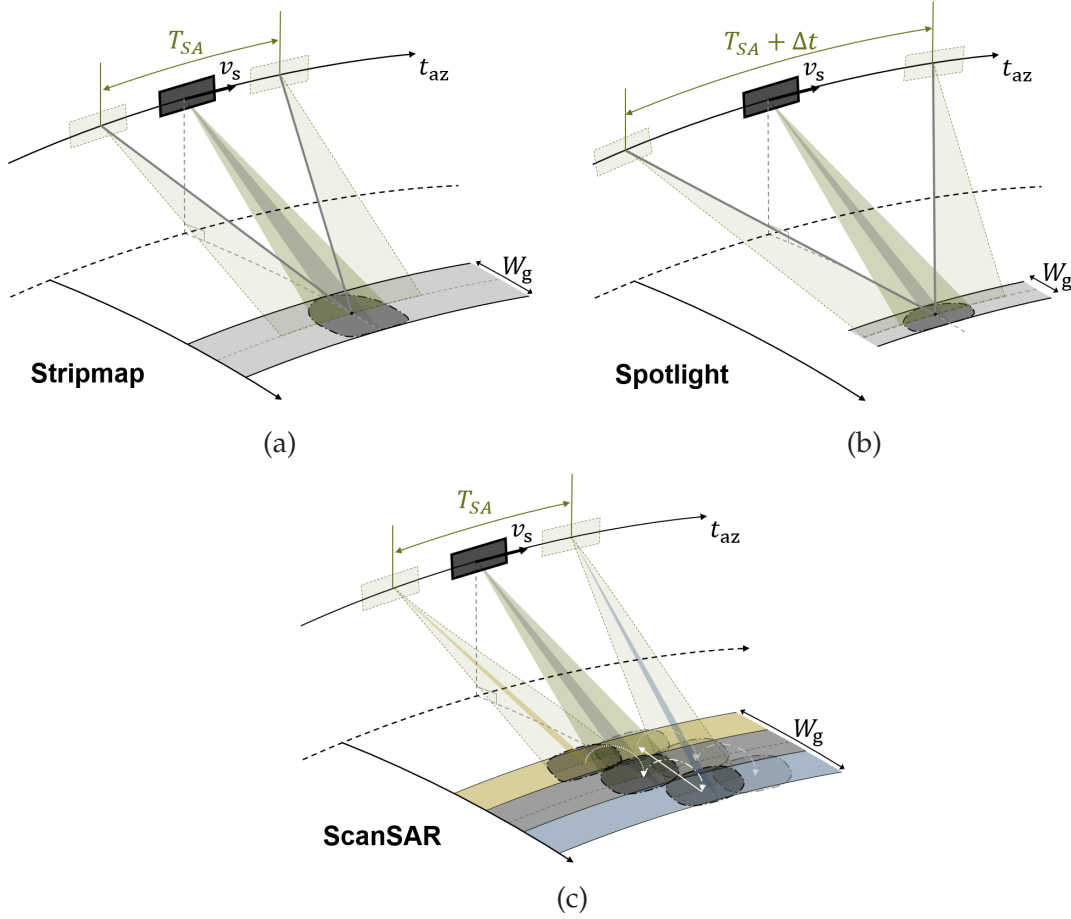 T_SA
v_s
t_az
W_g
Stripmap
(a)
T_SA + Δt
v_s
t_az
W_g
Spotlight
(b)
T_SA
v_s
t_az
W_g
ScanSAR
(c)